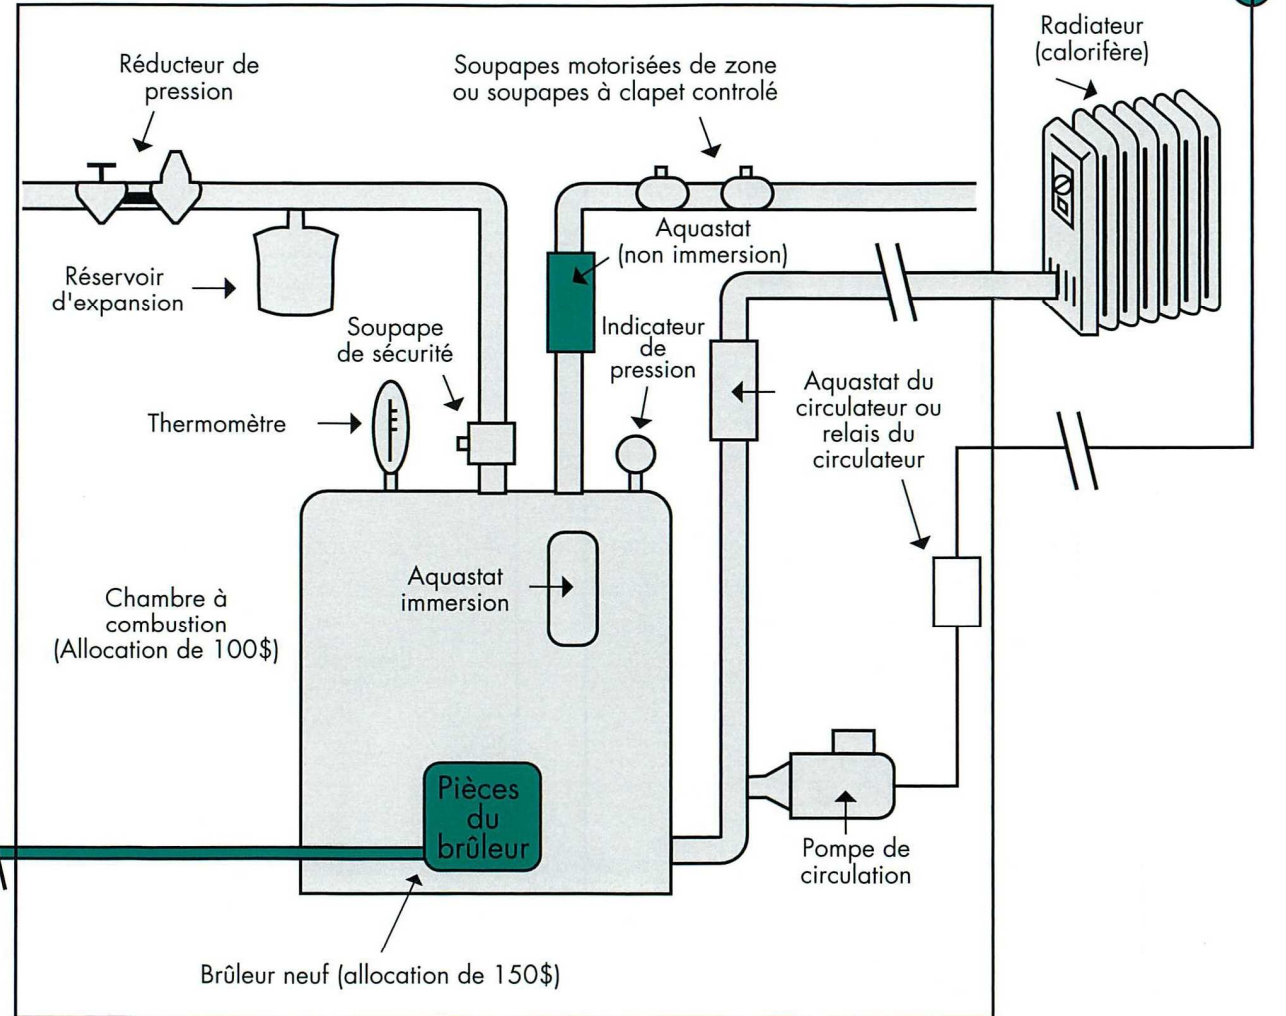 Radiateur
(calorifère)
Réducteur de
pression
Soupapes motorisées de zone
ou soupapes à clapet controlé
Aquastat
(non immersion)
Réservoir
d'expansion
Soupape
de sécurité
Indicateur
de
pression
Thermomètre
Aquastat du
circulateur ou
relais du
circulateur
Aquastat
immersion
Chambre à
combustion
(Allocation de 100$)
Pièces
du
brûleur
Pompe de
circulation
Brûleur neuf (allocation de 150$)